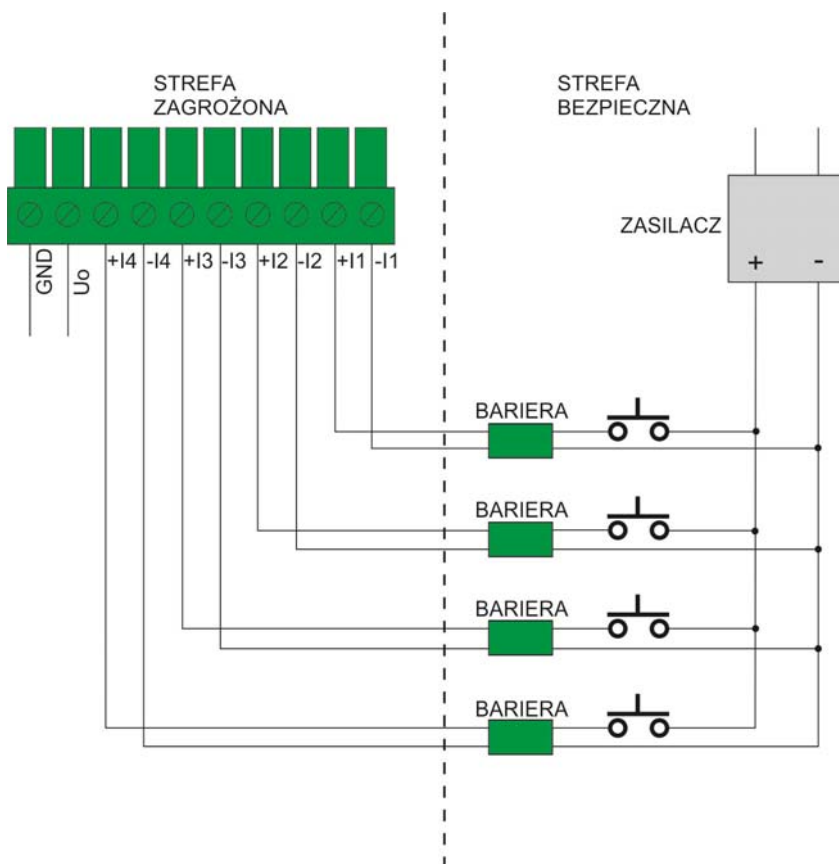 STREFA
ZAGROŻONA
STREFA
BEZPIECZNA
ZASILACZ
+ -
GND Uo +I4 -I4 +I3 -I3 +I2 -I2 +I1 -I1
BARIERA
BARIERA
BARIERA
BARIERA